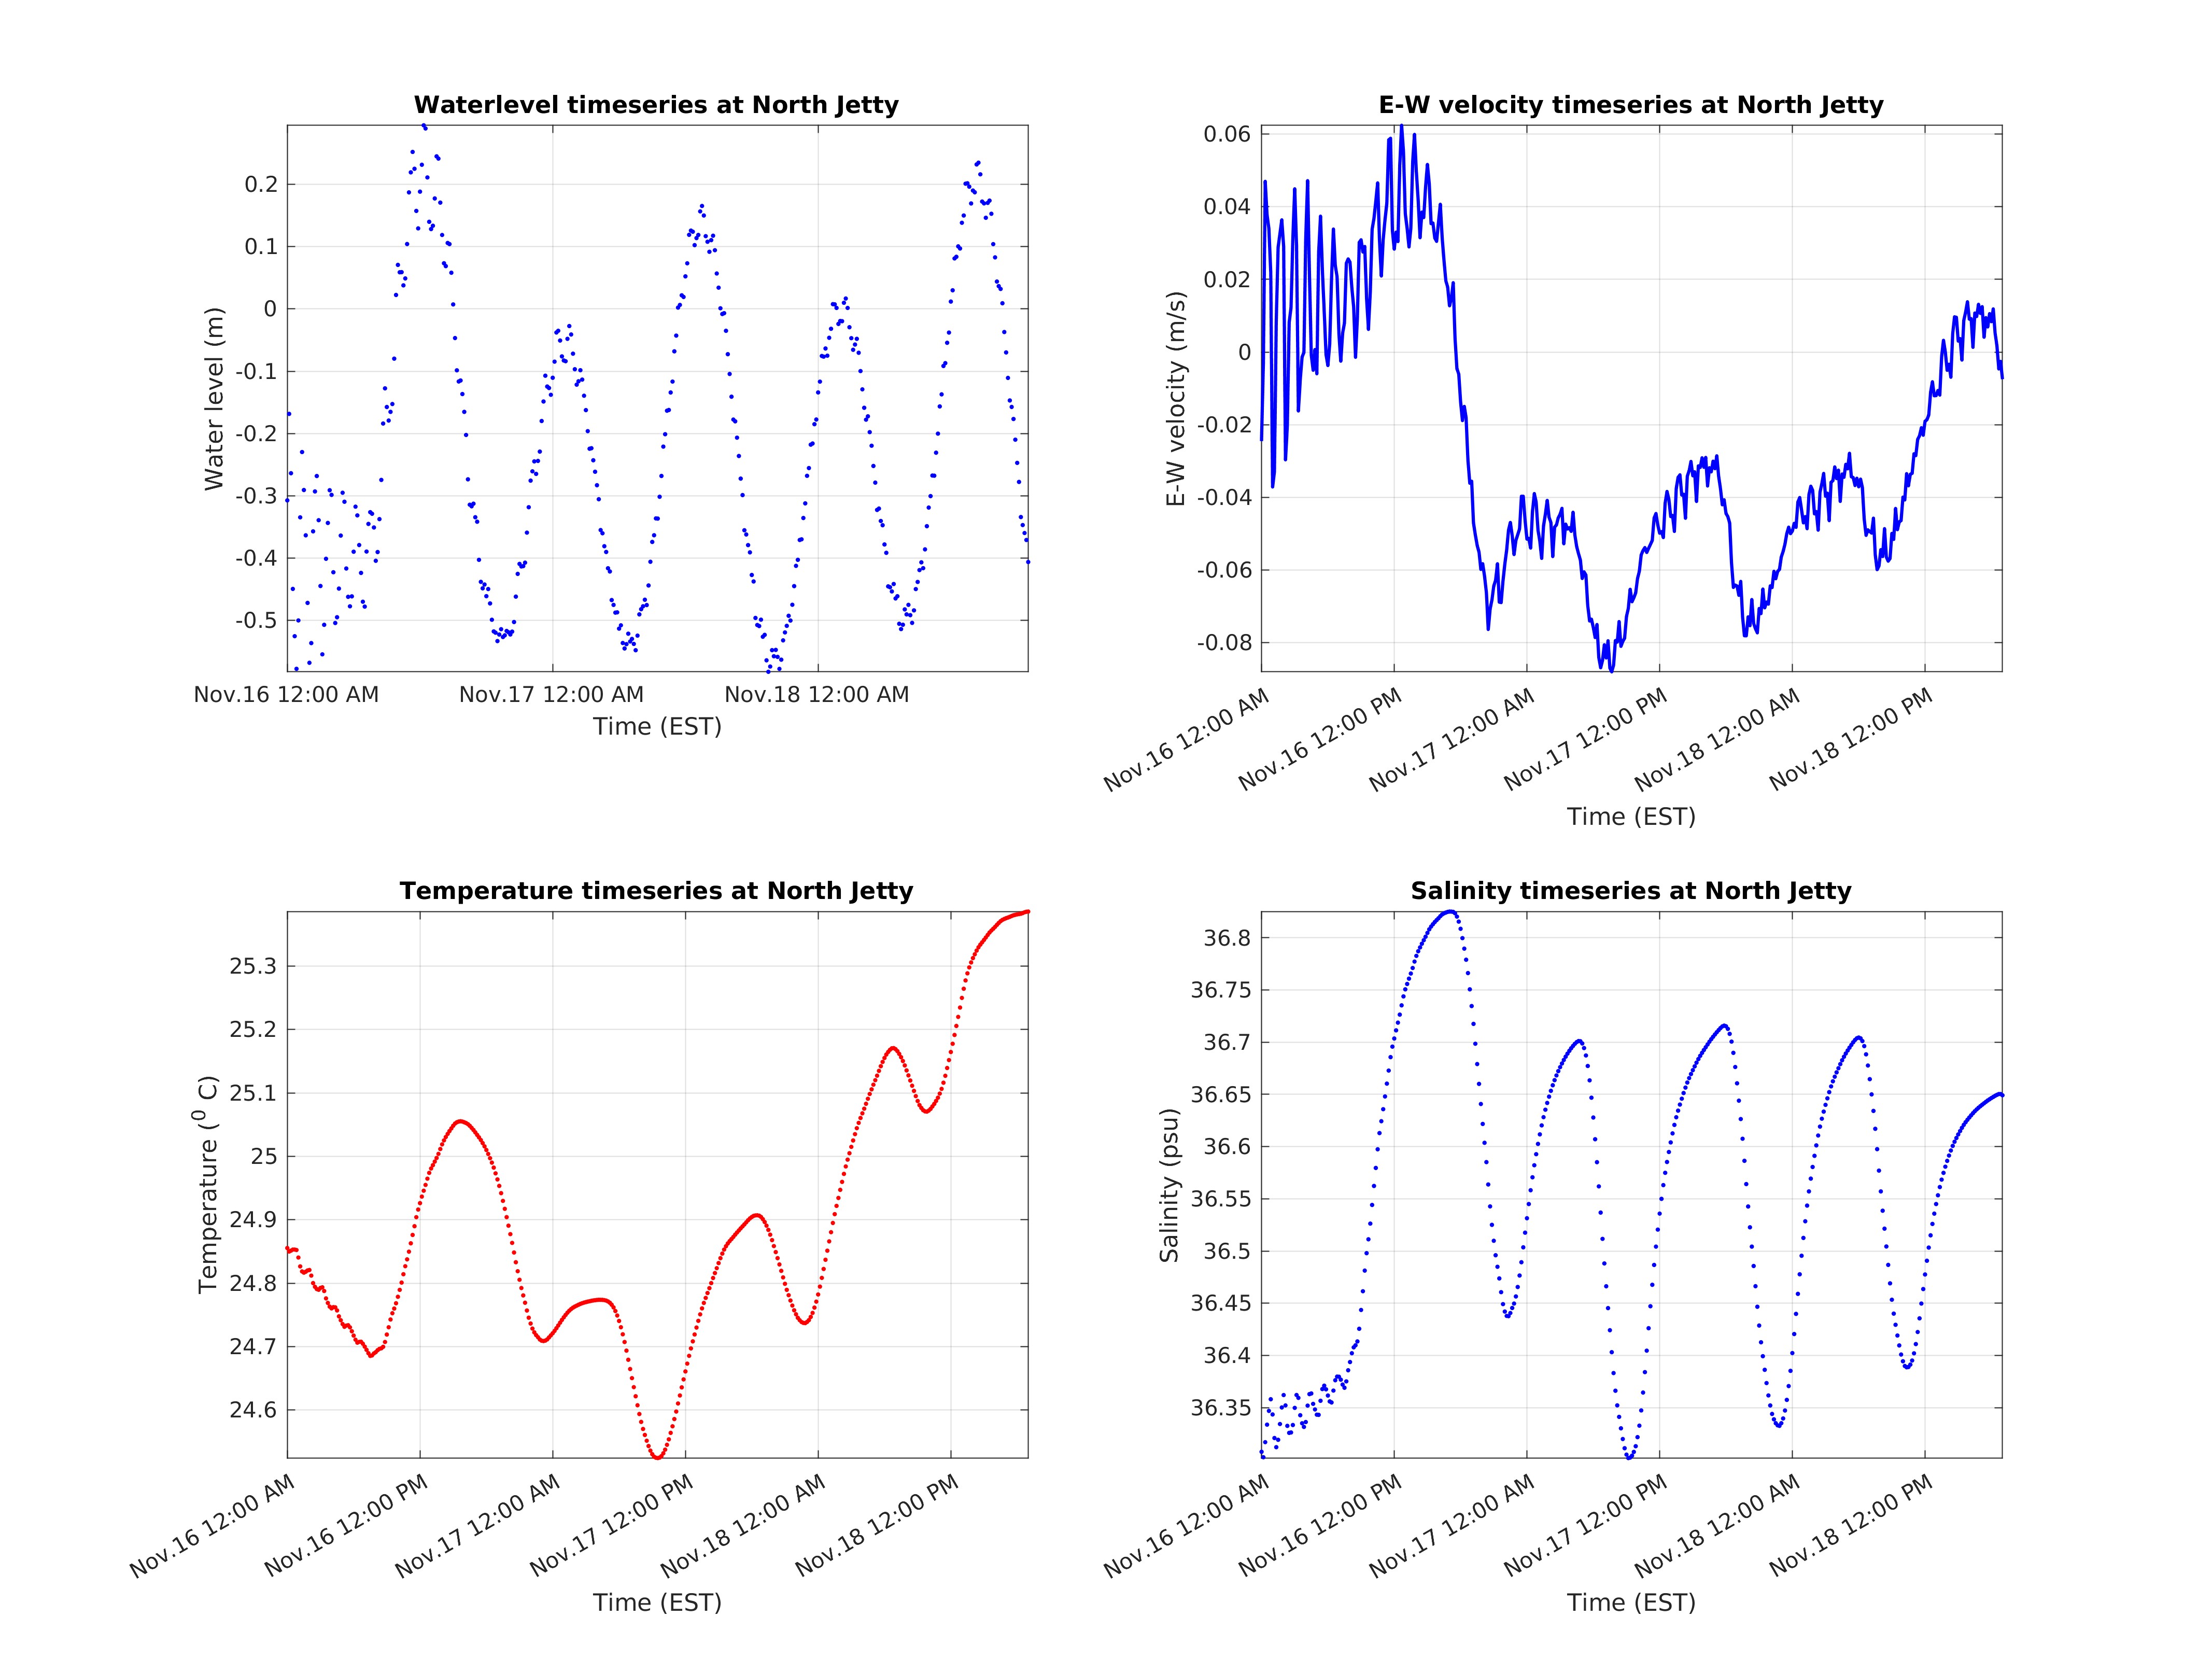 Waterlevel timeseries at North Jetty
Water level (m)
0.2
0.1
0
-0.1
-0.2
-0.3
-0.4
-0.5
Nov.16 12:00 AM
Nov.17 12:00 AM
Nov.18 12:00 AM
Time (EST)
E-W velocity timeseries at North Jetty
E-W velocity (m/s)
0.06
0.04
0.02
0
-0.02
-0.04
-0.06
-0.08
Nov.16 12:00 AM
Nov.16 12:00 PM
Nov.17 12:00 AM
Nov.17 12:00 PM
Nov.18 12:00 AM
Nov.18 12:00 PM
Time (EST)
Temperature timeseries at North Jetty
Temperature (⁰ C)
25.3
25.2
25.1
25
24.9
24.8
24.7
24.6
Nov.16 12:00 AM
Nov.16 12:00 PM
Nov.17 12:00 AM
Nov.17 12:00 PM
Nov.18 12:00 AM
Nov.18 12:00 PM
Time (EST)
Salinity timeseries at North Jetty
Salinity (psu)
36.8
36.75
36.7
36.65
36.6
36.55
36.5
36.45
36.4
36.35
Nov.16 12:00 AM
Nov.16 12:00 PM
Nov.17 12:00 AM
Nov.17 12:00 PM
Nov.18 12:00 AM
Nov.18 12:00 PM
Time (EST)